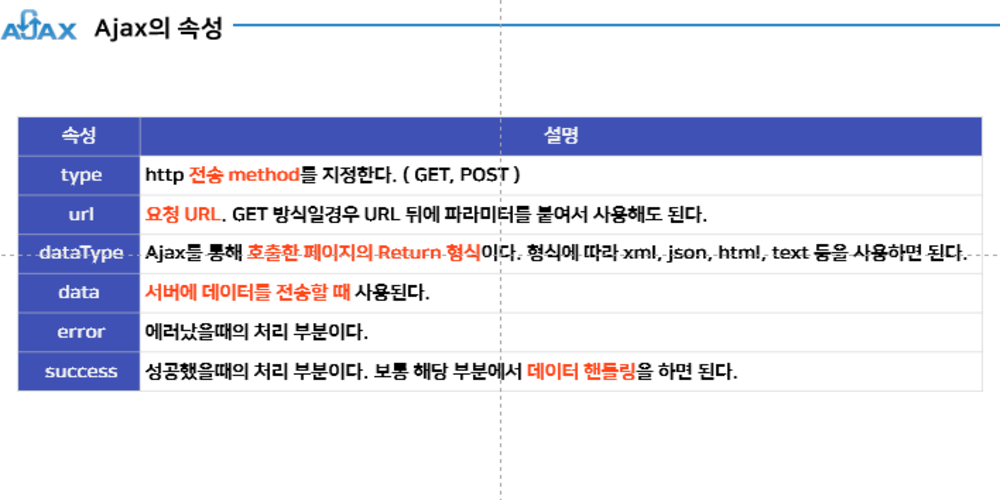 AJAX Ajax의 속성
속성 설명
type http 전송 method를 지정한다. ( GET, POST )
url 요청 URL. GET 방식일경우 URL 뒤에 파라미터를 붙여서 사용해도 된다.
dataType Ajax를 통해 호출한 페이지의 Return 형식이다. 형식에 따라 xml, json, html, text 등을 사용하면 된다.
data 서버에 데이터를 전송할 때 사용된다.
error 에러났을때의 처리 부분이다.
success 성공했을때의 처리 부분이다. 보통 해당 부분에서 데이터 핸들링을 하면 된다.